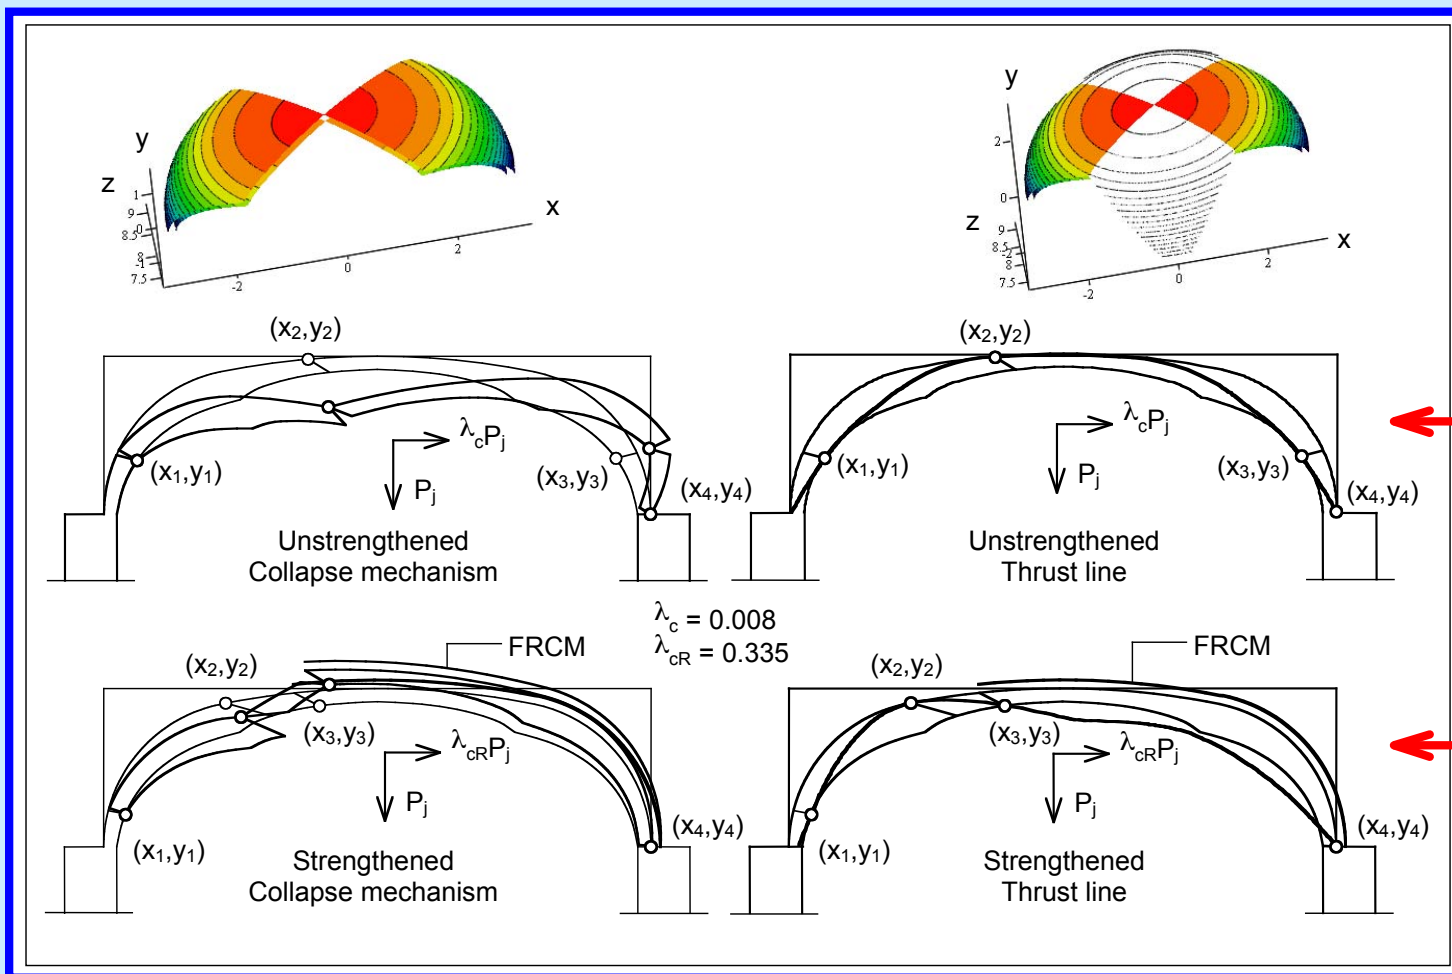 y
z
x
1
9
0
8.5
8
-1
7.5
-2
0
2
y
z
x
2
0
9
8.5
-2
8
7.5
-2
0
2
(x2,y2)
(x1,y1)
(x3,y3)
(x4,y4)
λcPj
Pj
Unstrengthened
Collapse mechanism
(x2,y2)
(x1,y1)
(x3,y3)
(x4,y4)
λcPj
Pj
Unstrengthened
Thrust line
λc = 0.008
λcR = 0.335
FRCM
(x2,y2)
(x3,y3)
λcRPj
Pj
(x1,y1)
(x4,y4)
Strengthened
Collapse mechanism
FRCM
(x2,y2)
(x3,y3)
λcRPj
Pj
(x1,y1)
(x4,y4)
Strengthened
Thrust line